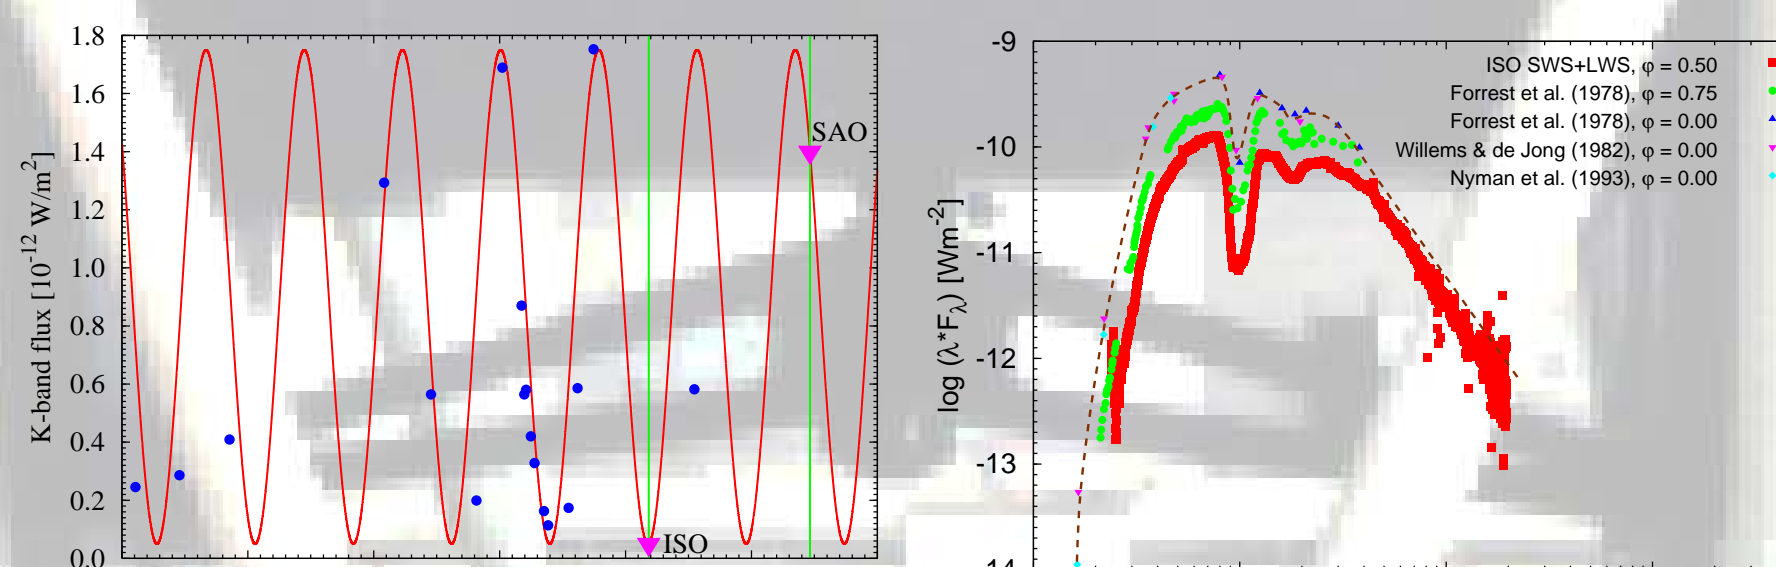 1.8
1.6
1.4
1.2
1.0
0.8
0.6
0.4
0.2
0.0
K-band flux [10^-12 W/m^2]
SAO
ISO
-9
-10
-11
-12
-13
-14
log (λ*Fλ) [Wm^-2]
ISO SWS+LWS, φ = 0.50
Forrest et al. (1978), φ = 0.75
Forrest et al. (1978), φ = 0.00
Willems & de Jong (1982), φ = 0.00
Nyman et al. (1993), φ = 0.00